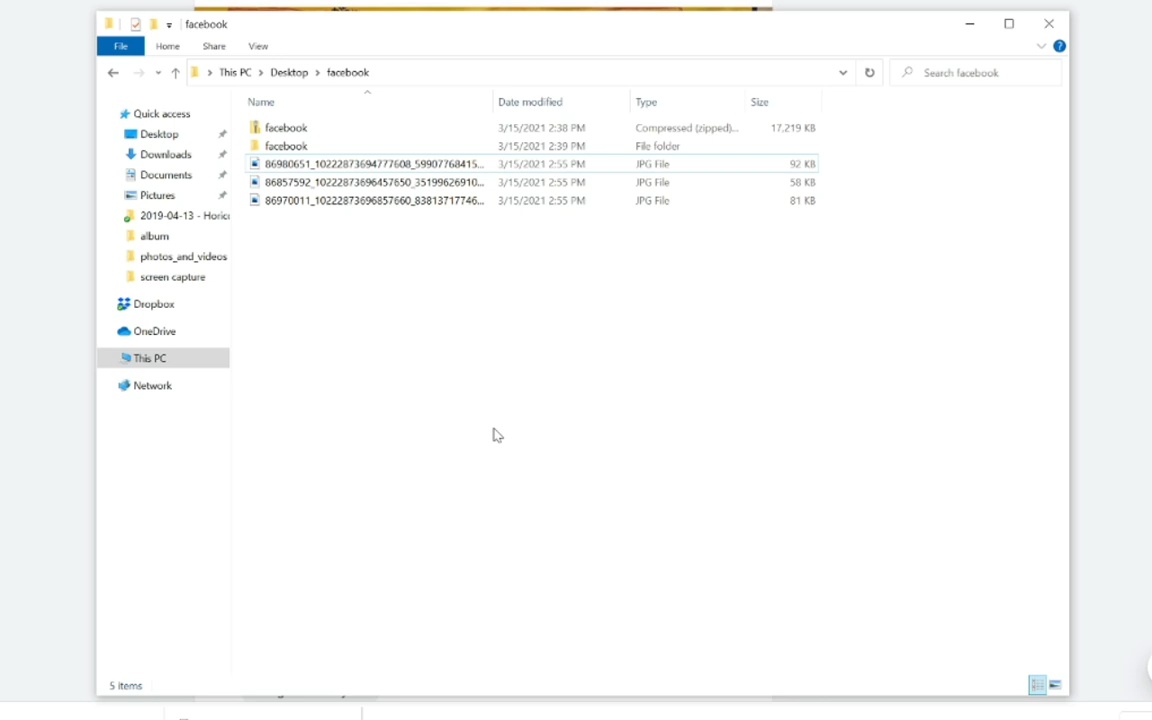 facebook
File Home Share View
This PC > Desktop > facebook Search facebook
Name Date modified Type Size
Quick access
Desktop
Downloads
Documents
Pictures
2019-04-13 - Horic
album
photos_and_videos
screen capture
Dropbox
OneDrive
This PC
Network
facebook 3/15/2021 2:38 PM Compressed (zipped)... 17,219 KB
facebook 3/15/2021 2:39 PM File folder
86980651_10222873694777608_59907768415... 3/15/2021 2:55 PM JPG File 92 KB
86857592_10222873696457650_35199626910... 3/15/2021 2:55 PM JPG File 58 KB
86970011_10222873696857660_83813717746... 3/15/2021 2:55 PM JPG File 81 KB
5 items